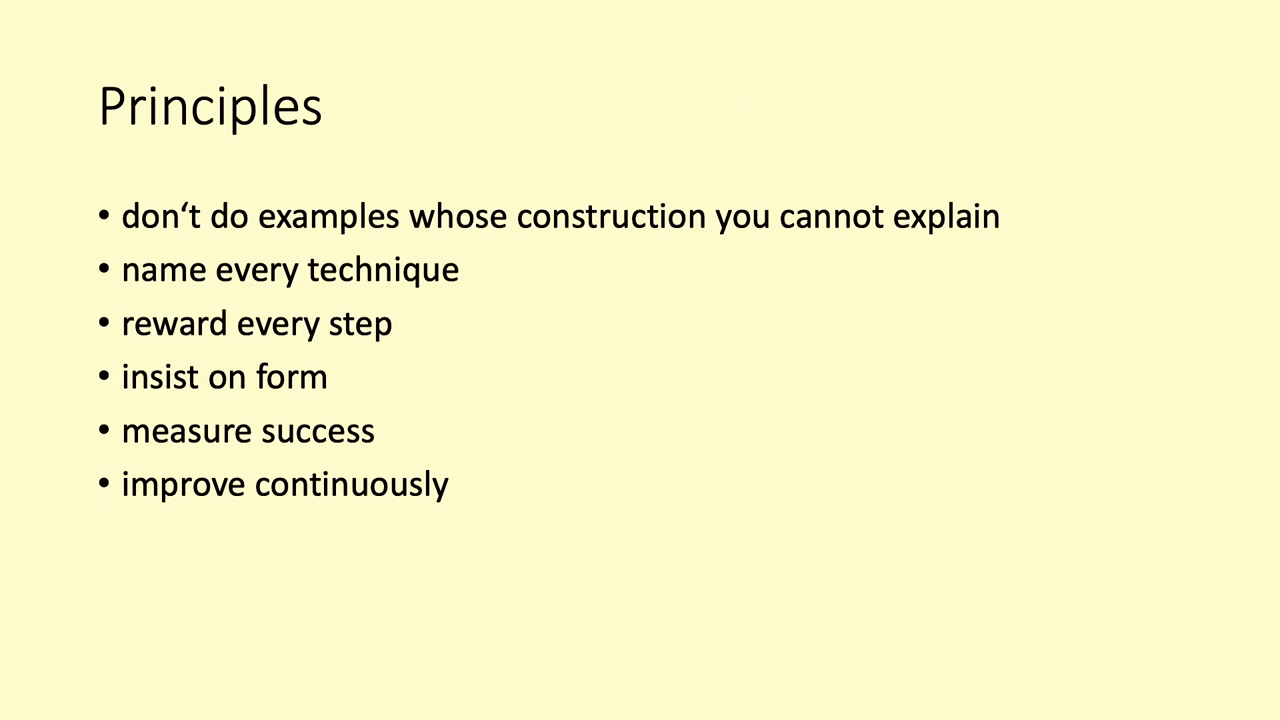 Principles
• don‘t do examples whose construction you cannot explain
• name every technique
• reward every step
• insist on form
• measure success
• improve continuously